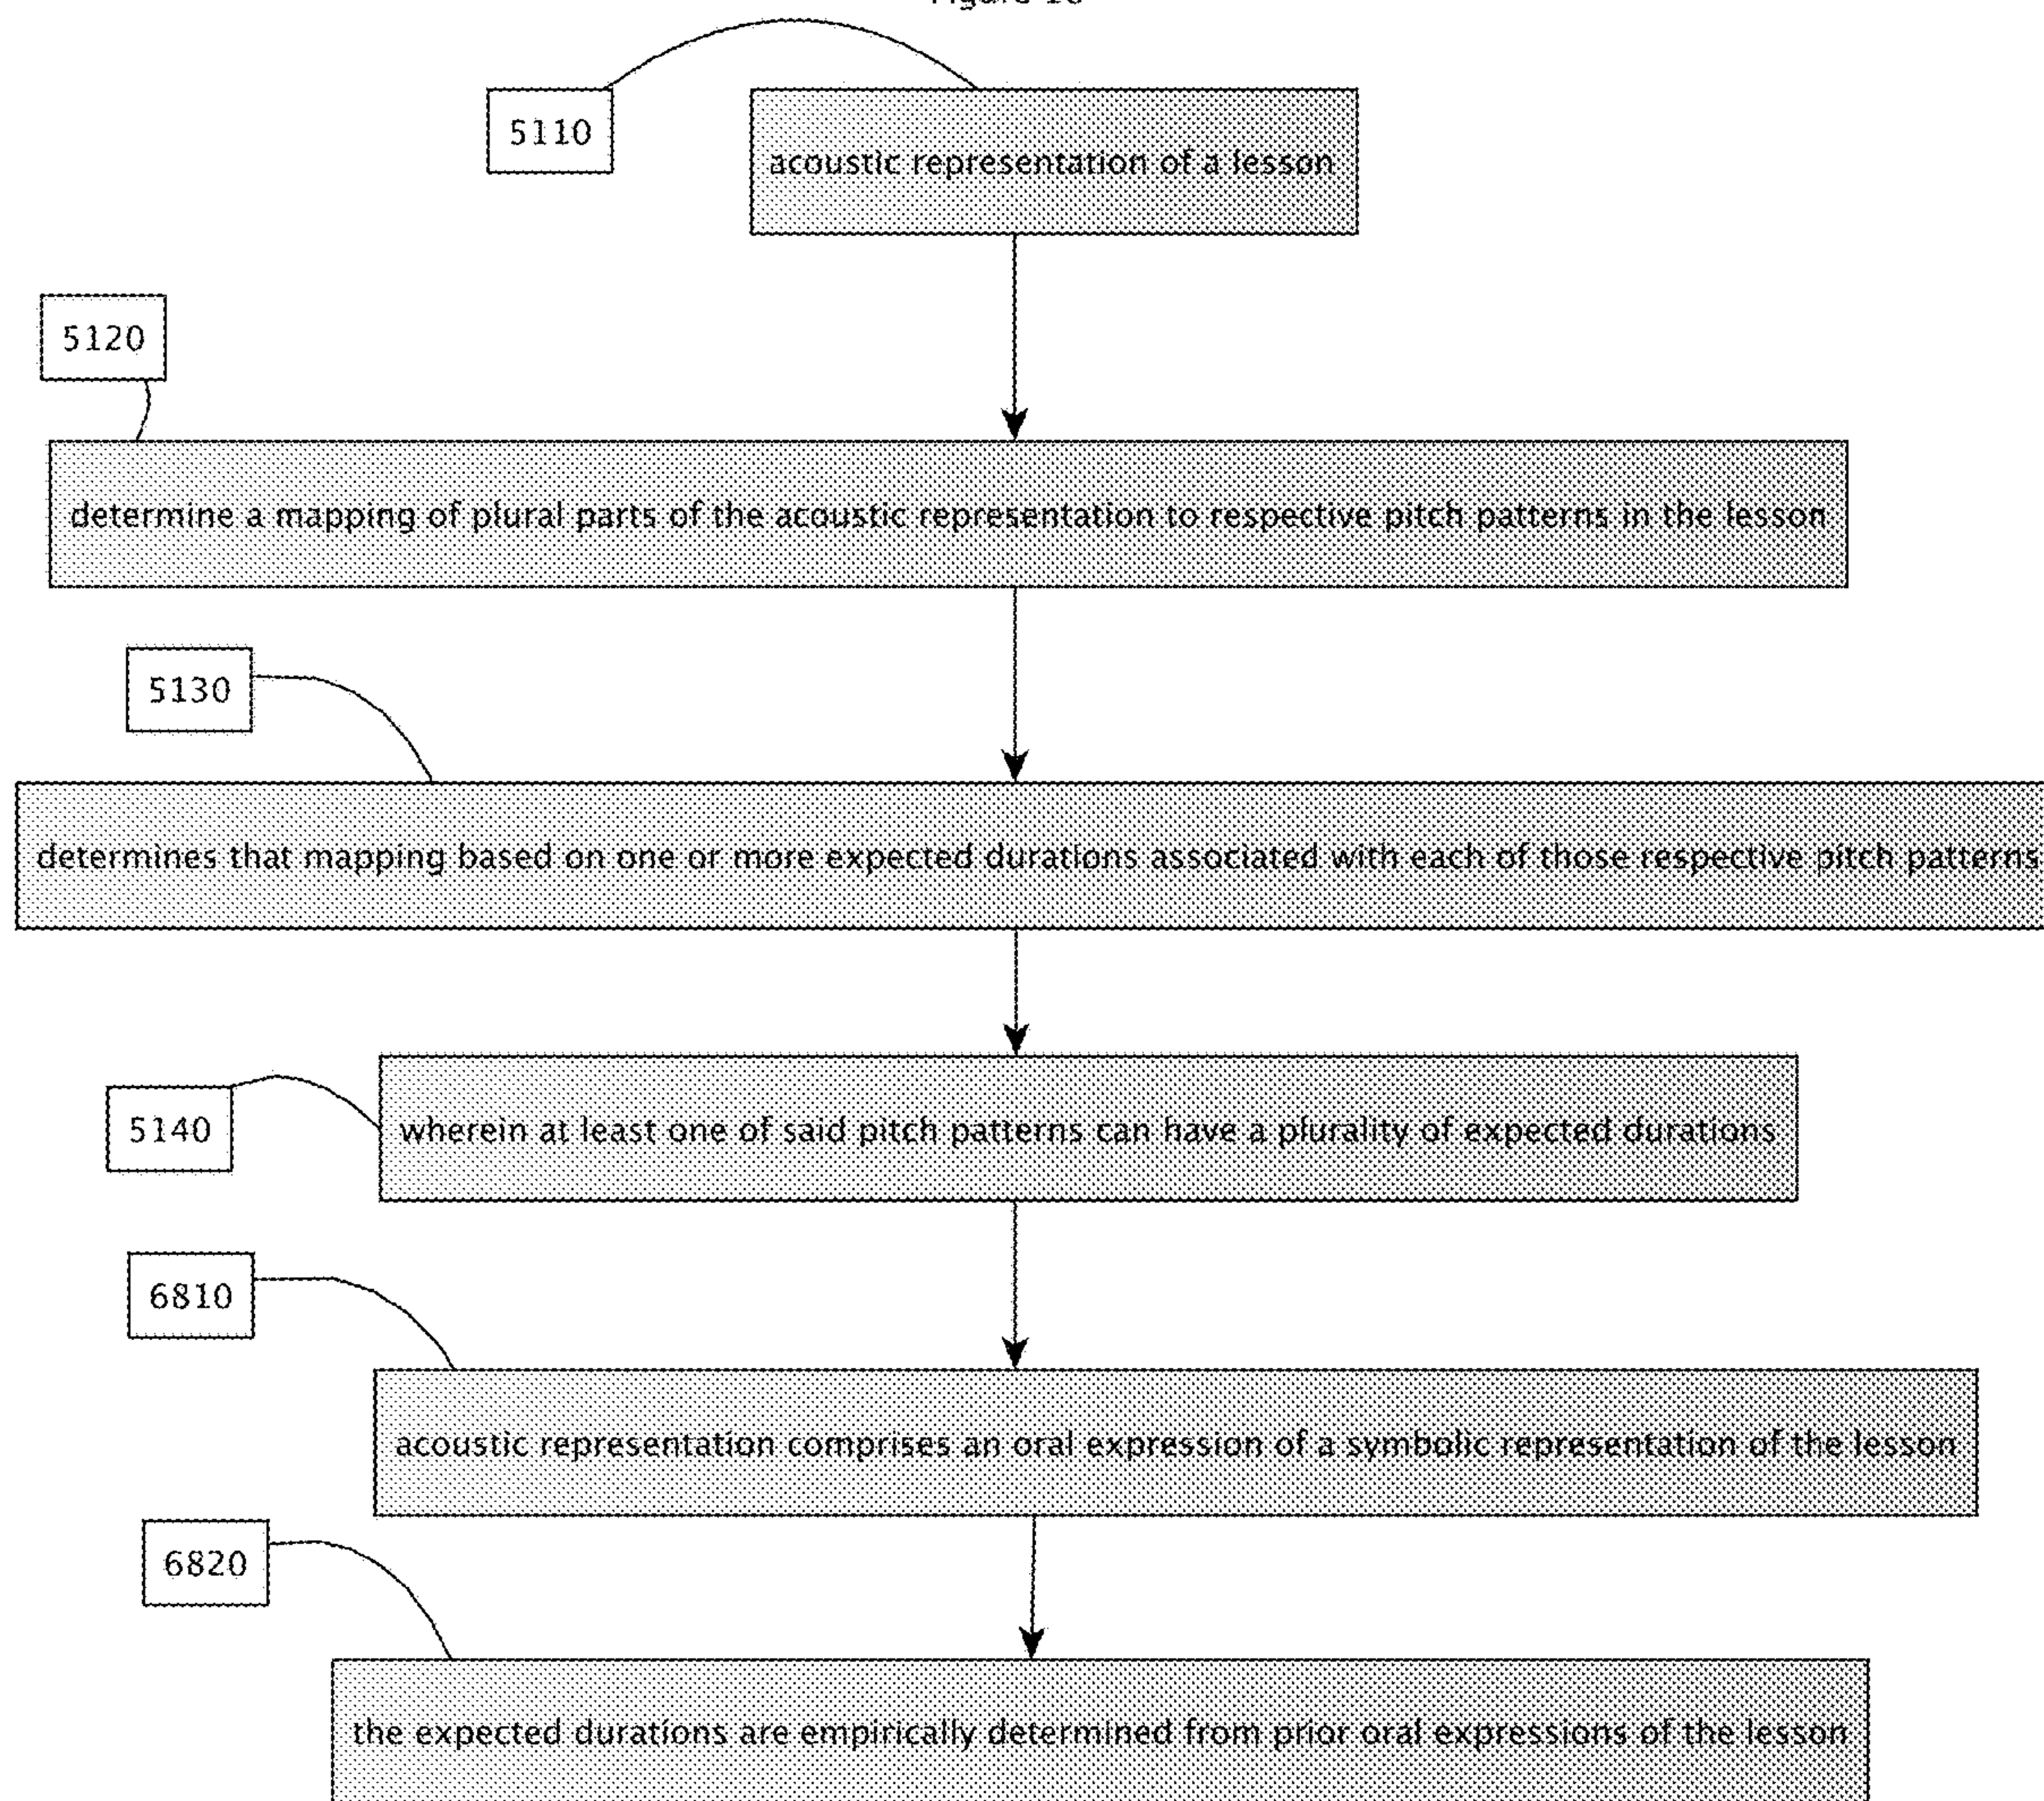 5110
acoustic representation of a lesson
5120
determine a mapping of plural parts of the acoustic representation to respective pitch patterns in the lesson
5130
determines that mapping based on one or more expected durations associated with each of those respective pitch patterns
5140
wherein at least one of said pitch patterns can have a plurality of expected durations
6810
acoustic representation comprises an oral expression of a symbolic representation of the lesson
6820
the expected durations are empirically determined from prior oral expressions of the lesson